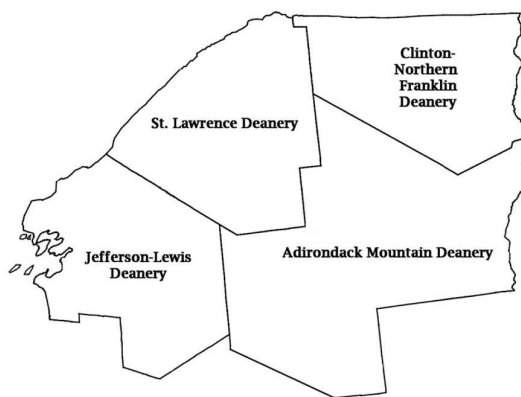 Clinton-
Northern
Franklin
Deanery
St. Lawrence Deanery
Jefferson-Lewis
Deanery
Adirondack Mountain Deanery